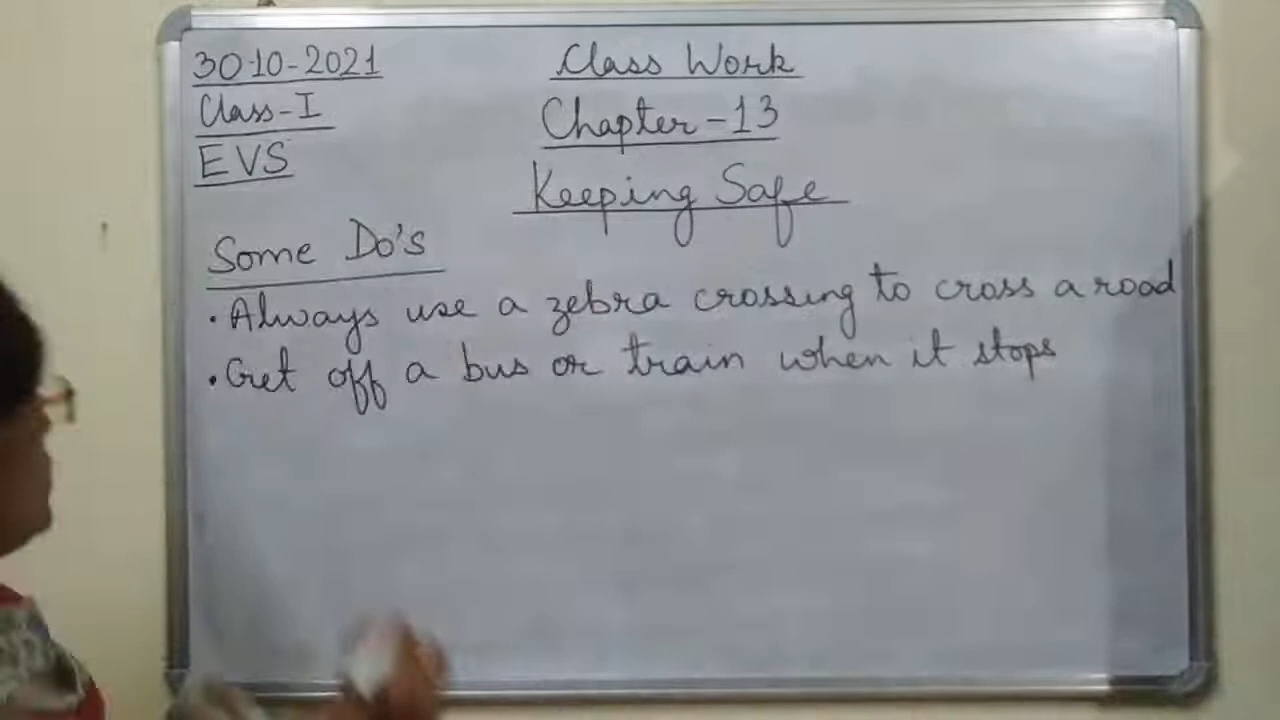 30-10-2021
Class Work
Class-I
Chapter-13
EVS
Keeping Safe
Some Do's
• Always use a zebra crossing to cross a road
• Get off a bus or train when it stops